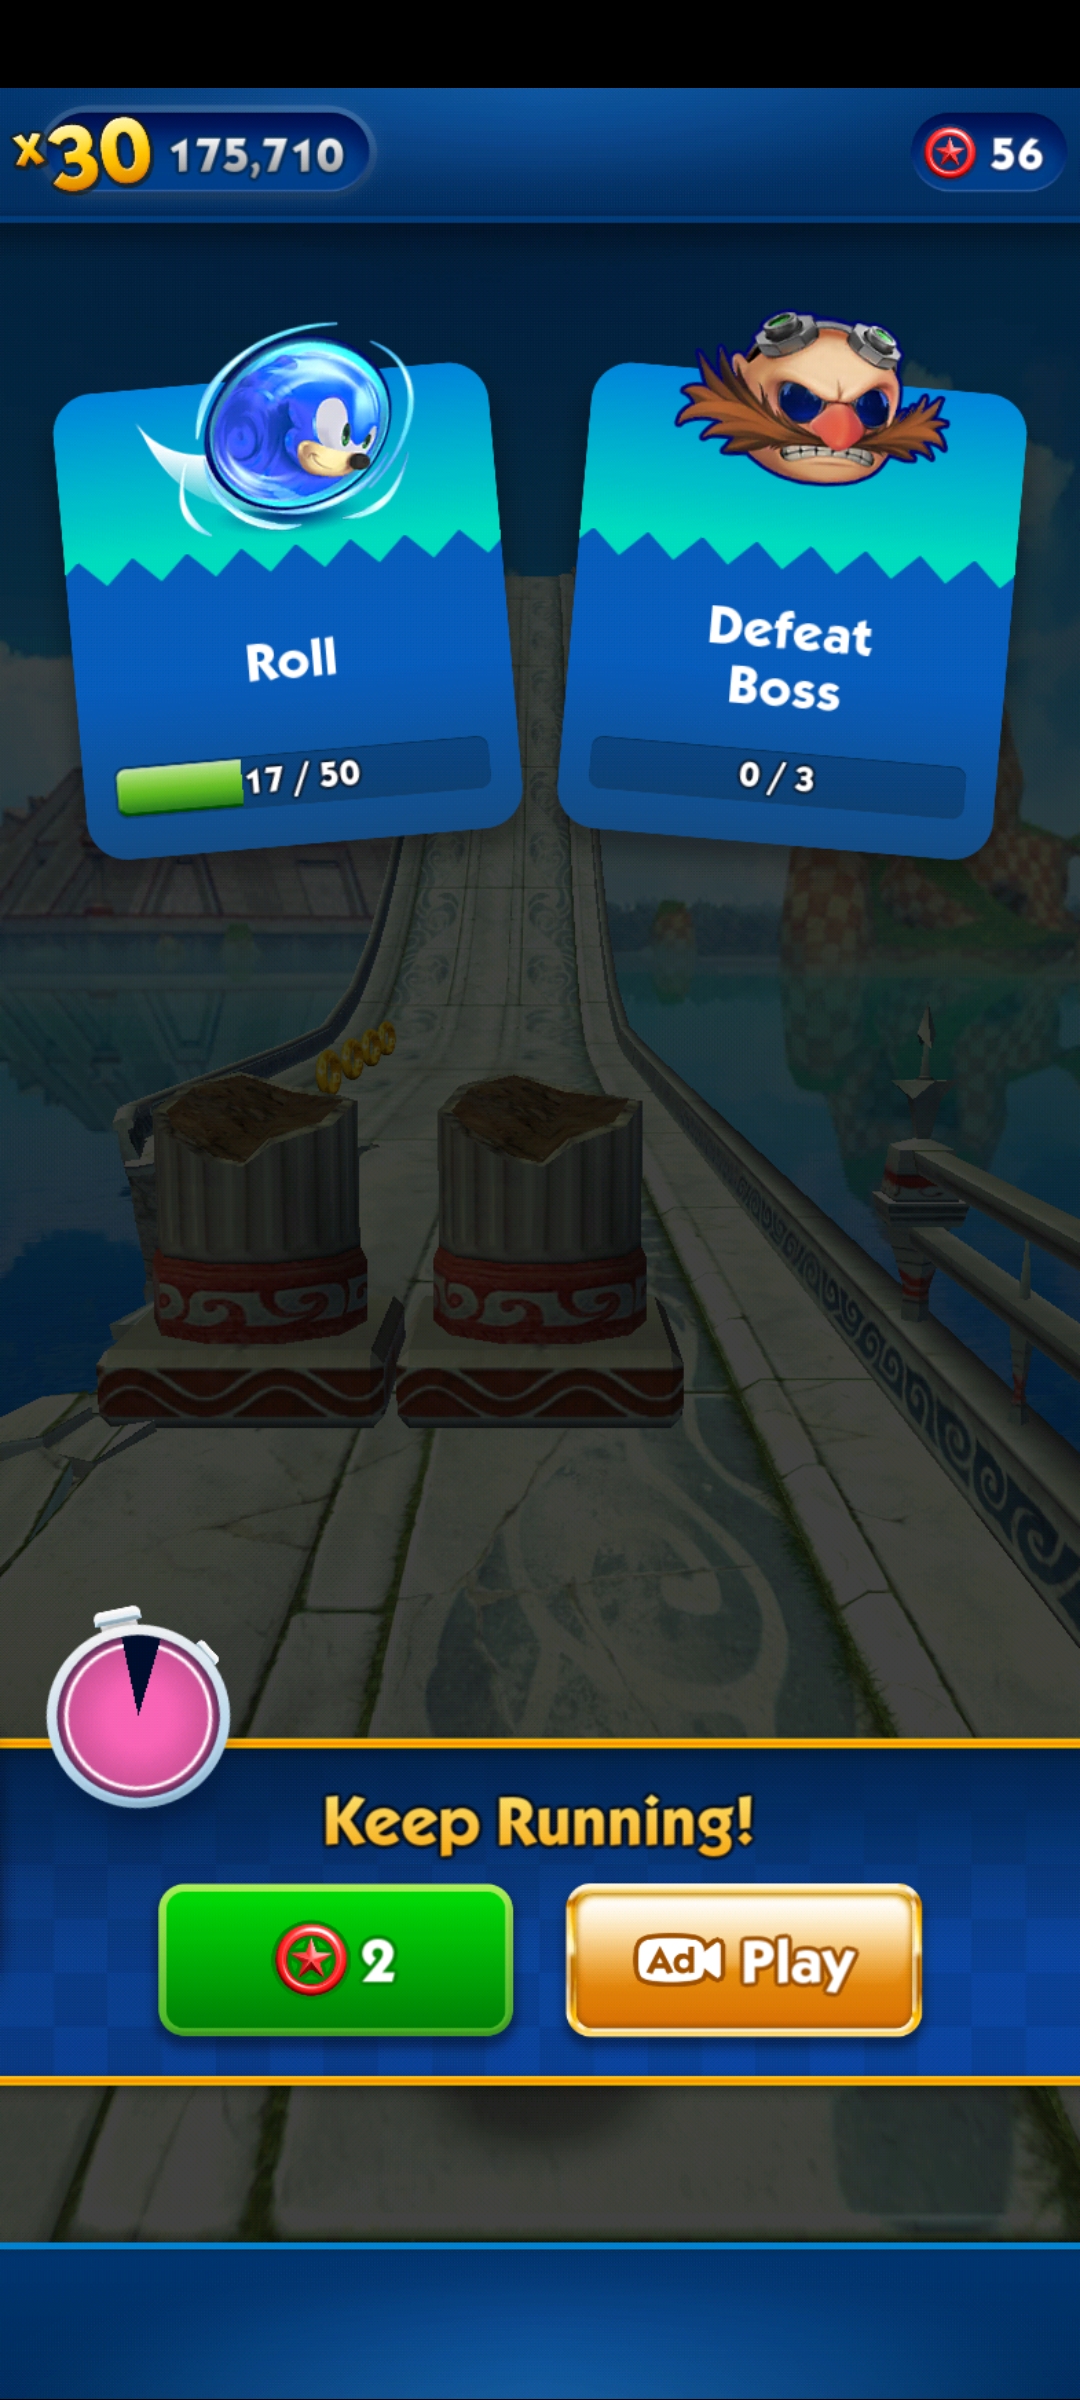 x30 175,710
56
Roll
17 / 50
Defeat
Boss
0 / 3
Keep Running!
2
Ad Play